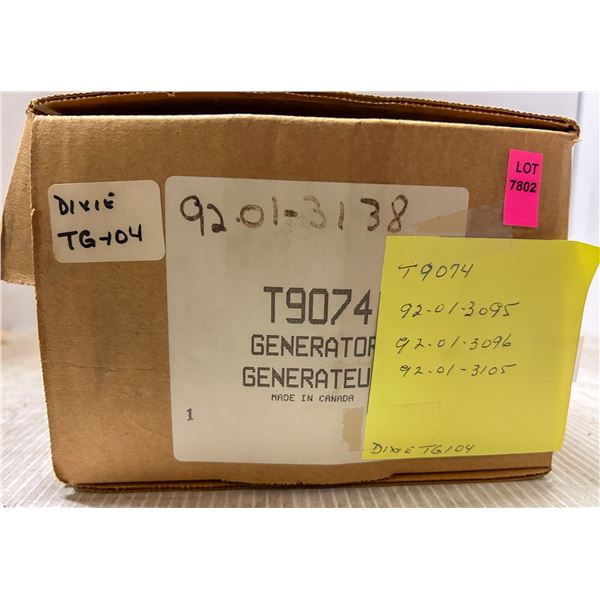 DIXIE
TG-104
92-01-3138
T9074
GENERATOR
GENERATEU
MADE IN CANADA
1
LOT
7802
T9074
92-01-3095
92-01-3096
92-01-3105
DIXIE TG104